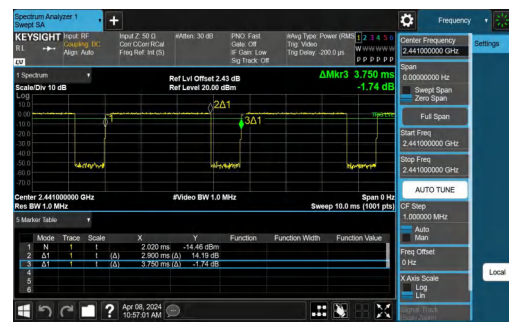 Spectrum Analyzer 1
Swept SA
Frequency
KEYSIGHT
Input: RF
Input Z: 50 Ω
#Atten: 30 dB
PNO: Fast
#Avg Type: Power (RMS)
1 2 3 4 5 6
RL
Coupling: DC
Corr CCorr RCal
Gate: Off
Trig: Video
Align: Auto
Freq Ref: Int (S)
IF Gain: Low
Trig Delay: -200.0 µs
Sig Track: Off
P P P P P P
LXI
Center Frequency
2.441000000 GHz
Settings
1 Spectrum
Ref Lvl Offset 2.43 dB
ΔMkr3 3.750 ms
Scale/Div 10 dB
Ref Level 20.00 dBm
-1.74 dB
Span
0.00000000 Hz
Swept Span
Zero Span
Full Span
Start Freq
2.441000000 GHz
Stop Freq
2.441000000 GHz
AUTO TUNE
CF Step
1.000000 MHz
Auto
Man
Freq Offset
0 Hz
X Axis Scale
Log
Lin
Signal Track
Local
Log
10.0
0.00
-10.0
-20.0
-30.0
-40.0
-50.0
-60.0
-70.0
2Δ1
3Δ1
1
Center 2.441000000 GHz
#Video BW 1.0 MHz
Span 0 Hz
Res BW 1.0 MHz
Sweep 10.0 ms (1001 pts)
5 Marker Table
Mode Trace Scale X Y Function Function Width Function Value
1 N 1 t 2.020 ms -14.46 dBm
2 Δ1 1 t (Δ) 2.900 ms (Δ) 14.19 dB
3 Δ1 1 t (Δ) 3.750 ms (Δ) -1.74 dB
4
5
6
Apr 08, 2024
10:57:01 AM